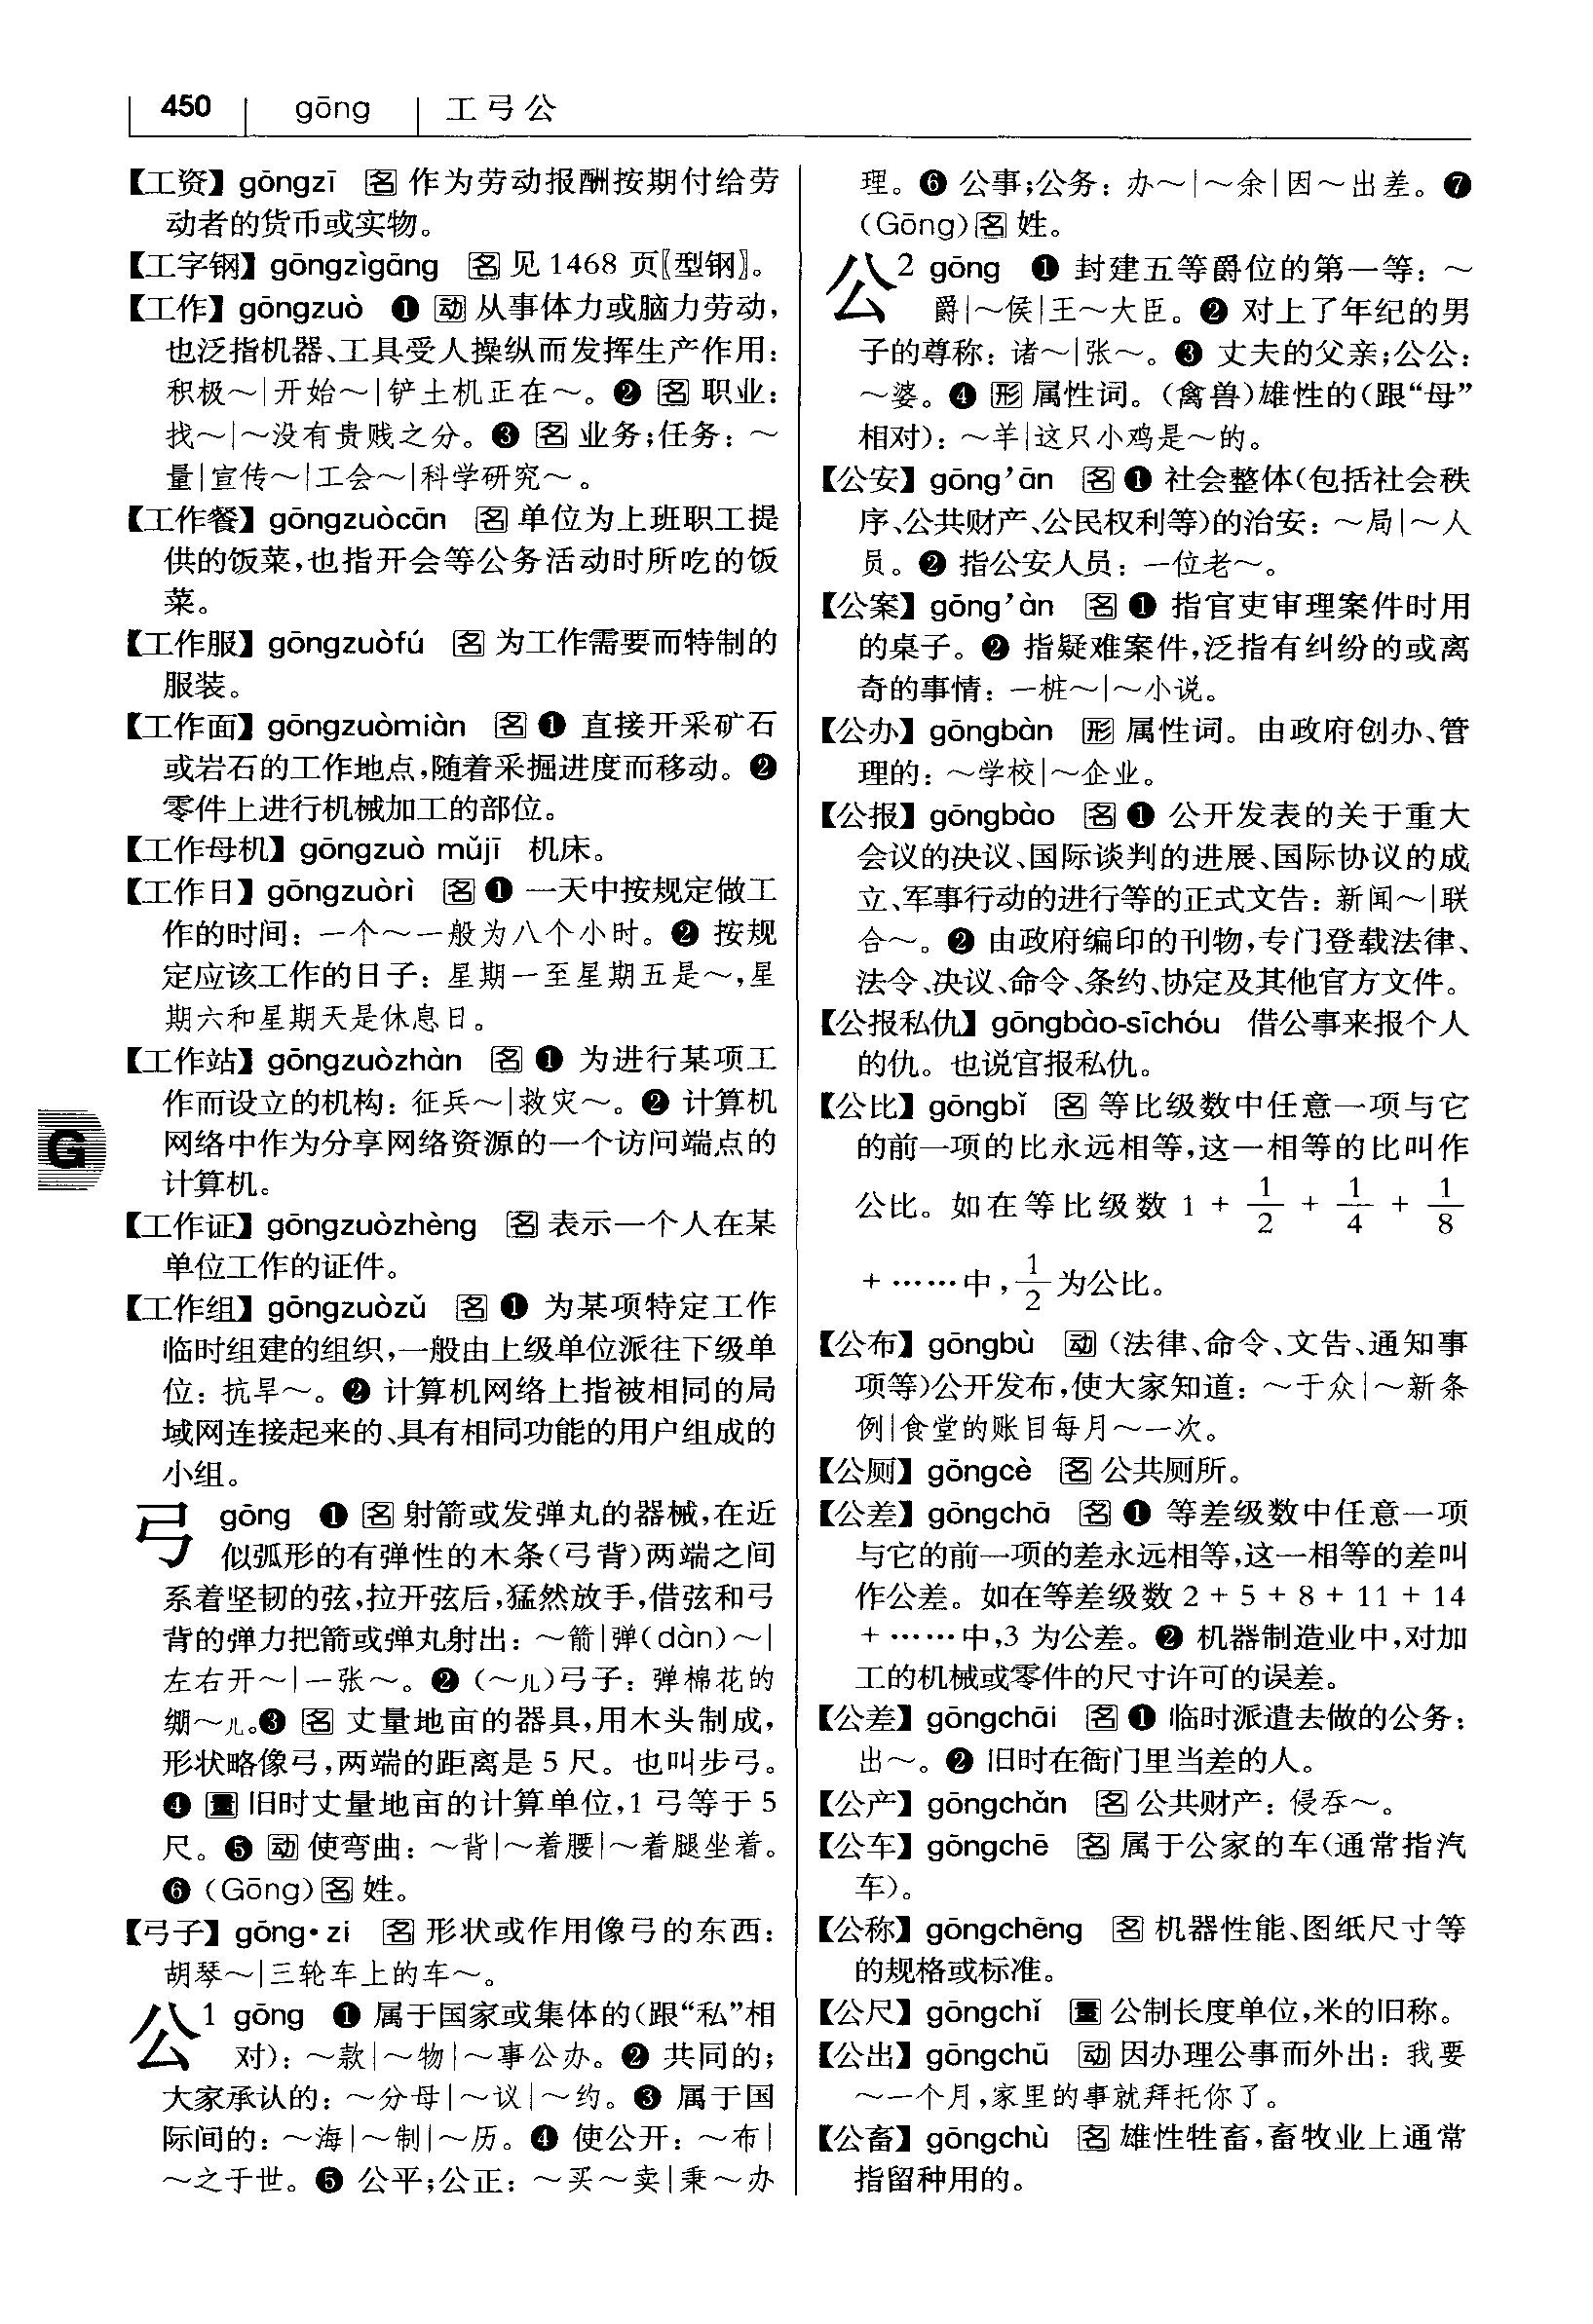 450 gōng 工弓公
【工资】 gōngzī 名 作为劳动报酬按期付给劳
动者的货币或实物。
【工字钢】 gōngzìgāng 名 见 1468 页〖型钢〗。
【工作】 gōngzuò ❶ 动 从事体力或脑力劳动，
也泛指机器、工具受人操纵而发挥生产作用：
积极～|开始～|铲土机正在～。❷ 名 职业：
找～|～没有贵贱之分。❸ 名 业务；任务：～
量|宣传～|工会～|科学研究～。
【工作餐】 gōngzuòcān 名 单位为上班职工提
供的饭菜，也指开会等公务活动时所吃的饭
菜。
【工作服】 gōngzuòfú 名 为工作需要而特制的
服装。
【工作面】 gōngzuòmiàn 名 ❶ 直接开采矿石
或岩石的工作地点，随着采掘进度而移动。❷
零件上进行机械加工的部位。
【工作母机】 gōngzuò mǔjī 机床。
【工作日】 gōngzuòrì 名 ❶ 一天中按规定做工
作的时间：一个～一般为八个小时。❷ 按规
定应该工作的日子：星期一至星期五是～，星
期六和星期天是休息日。
【工作站】 gōngzuòzhàn 名 ❶ 为进行某项工
作而设立的机构：征兵～|救灾～。❷ 计算机
网络中作为分享网络资源的一个访问端点的
计算机。
G
【工作证】 gōngzuòzhèng 名 表示一个人在某
单位工作的证件。
【工作组】 gōngzuòzǔ 名 ❶ 为某项特定工作
临时组建的组织，一般由上级单位派往下级单
位：抗旱～。❷ 计算机网络上指被相同的局
域网连接起来的、具有相同功能的用户组成的
小组。
弓 gōng ❶ 名 射箭或发弹丸的器械，在近
似弧形的有弹性的木条（弓背）两端之间
系着坚韧的弦，拉开弦后，猛然放手，借弦和弓
背的弹力把箭或弹丸射出：～箭|弹（dàn）～|
左右开～|一张～。❷（～儿）弓子：弹棉花的
绷～儿。❸ 名 丈量地亩的器具，用木头制成，
形状略像弓，两端的距离是 5 尺。也叫步弓。
❹ 量 旧时丈量地亩的计算单位，1 弓等于 5
尺。❺ 动 使弯曲：～背|～着腰|～着腿坐着。
❻（Gōng）名 姓。
【弓子】 gōng·zi 名 形状或作用像弓的东西：
胡琴～|三轮车上的车～。
公1 gōng ❶ 属于国家或集体的（跟“私”相
对）：～款|～物|～事公办。❷ 共同的；
大家承认的：～分母|～议|～约。❸ 属于国
际间的：～海|～制|～历。❹ 使公开：～布|
～之于世。❺ 公平；公正：～买～卖|秉～办
理。❻ 公事；公务：办～|～余|因～出差。❼
（Gōng）名 姓。
公2 gōng ❶ 封建五等爵位的第一等：～
爵|～侯|王～大臣。❷ 对上了年纪的男
子的尊称：诸～|张～。❸ 丈夫的父亲；公公：
～婆。❹ 形 属性词。（禽兽）雄性的（跟“母”
相对）：～羊|这只小鸡是～的。
【公安】 gōng’ān 名 ❶ 社会整体（包括社会秩
序、公共财产、公民权利等）的治安：～局|～人
员。❷ 指公安人员：一位老～。
【公案】 gōng’àn 名 ❶ 指官吏审理案件时用
的桌子。❷ 指疑难案件，泛指有纠纷的或离
奇的事情：一桩～|～小说。
【公办】 gōngbàn 形 属性词。由政府创办、管
理的：～学校|～企业。
【公报】 gōngbào 名 ❶ 公开发表的关于重大
会议的决议、国际谈判的进展、国际协议的成
立、军事行动的进行等的正式文告：新闻～|联
合～。❷ 由政府编印的刊物，专门登载法律、
法令、决议、命令、条约、协定及其他官方文件。
【公报私仇】 gōngbào-sīchóu 借公事来报个人
的仇。也说官报私仇。
【公比】 gōngbǐ 名 等比级数中任意一项与它
的前一项的比永远相等，这一相等的比叫作
公比。如在等比级数 1 + 1/2 + 1/4 + 1/8
+ ……中，1/2 为公比。
【公布】 gōngbù 动（法律、命令、文告、通知事
项等）公开发布，使大家知道：～于众|～新条
例|食堂的账目每月～一次。
【公厕】 gōngcè 名 公共厕所。
【公差】 gōngchā 名 ❶ 等差级数中任意一项
与它的前一项的差永远相等，这一相等的差叫
作公差。如在等差级数 2 + 5 + 8 + 11 + 14
+ ……中，3 为公差。❷ 机器制造业中，对加
工的机械或零件的尺寸许可的误差。
【公差】 gōngchāi 名 ❶ 临时派遣去做的公务：
出～。❷ 旧时在衙门里当差的人。
【公产】 gōngchǎn 名 公共财产：侵吞～。
【公车】 gōngchē 名 属于公家的车（通常指汽
车）。
【公称】 gōngchēng 名 机器性能、图纸尺寸等
的规格或标准。
【公尺】 gōngchǐ 量 公制长度单位，米的旧称。
【公出】 gōngchū 动 因办理公事而外出：我要
～一个月，家里的事就拜托你了。
【公畜】 gōngchù 名 雄性牲畜，畜牧业上通常
指留种用的。